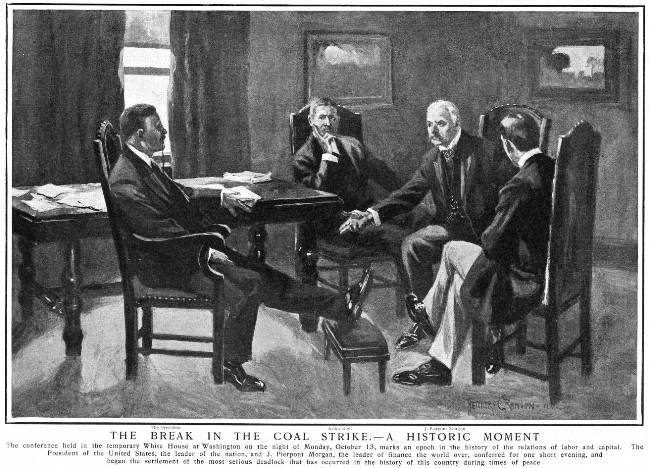 The President Elihu Root J. Pierpont Morgan
THE BREAK IN THE COAL STRIKE.—A HISTORIC MOMENT
The conference held in the temporary White House at Washington on the night of Monday, October 13, marks an epoch in the history of the relations of labor and capital. The
President of the United States, the leader of the nation, and J. Pierpont Morgan, the leader of finance the world over, conferred for one short evening, and
began the settlement of the most serious deadlock that has occurred in the history of this country during times of peace